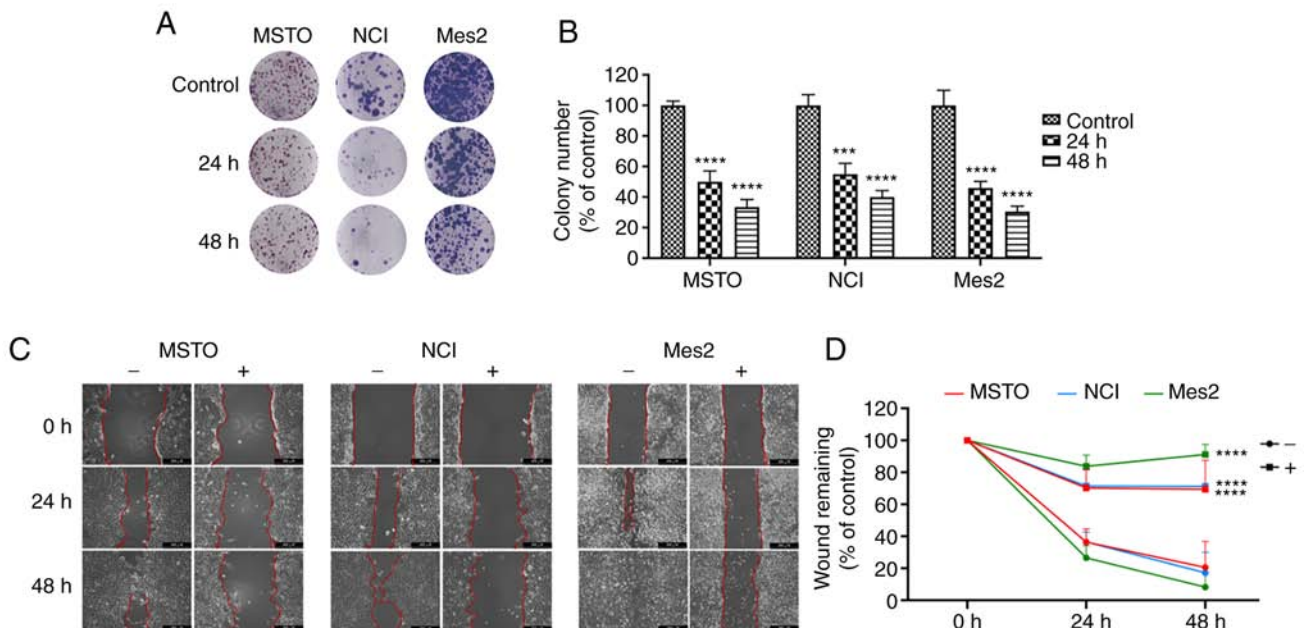 A
MSTO NCI Mes2
Control
24 h
48 h
B
Colony number
(% of control)
120
100
80
60
40
20
0
**** **** *** **** **** ****
MSTO NCI Mes2
Control
24 h
48 h
C
MSTO NCI Mes2
− + − + − +
0 h
24 h
48 h
D
MSTO NCI Mes2
Wound remaining
(% of control)
120
100
80
60
40
20
0
0 h 24 h 48 h
****
****
****
−
+